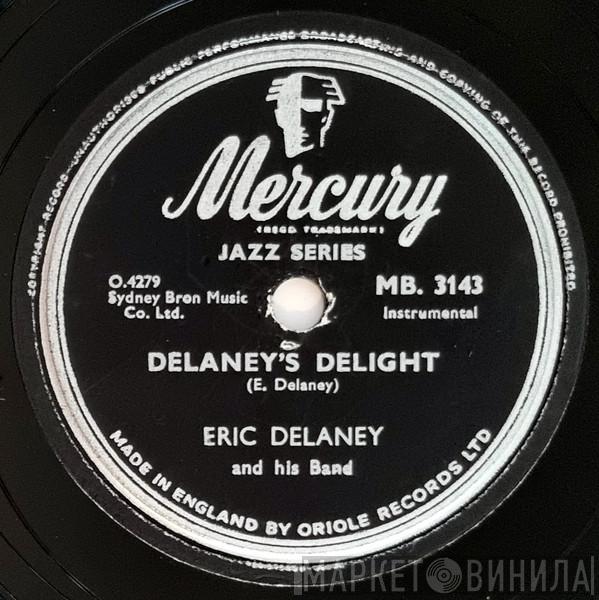 COPYRIGHT RECORD-UNAUTHORISED PUBLIC PERFORMANCE BROADCASTING AND COPYING OF THIS RECORD PROHIBITED
Mercury
(REGD TRADEMARK)
JAZZ SERIES
O.4279
Sydney Bron Music
Co. Ltd.
MB. 3143
Instrumental
DELANEY'S DELIGHT
(E. Delaney)
ERIC DELANEY
and his Band
MADE IN ENGLAND BY ORIOLE RECORDS LTD
МАРКЕТ ВИНИЛА